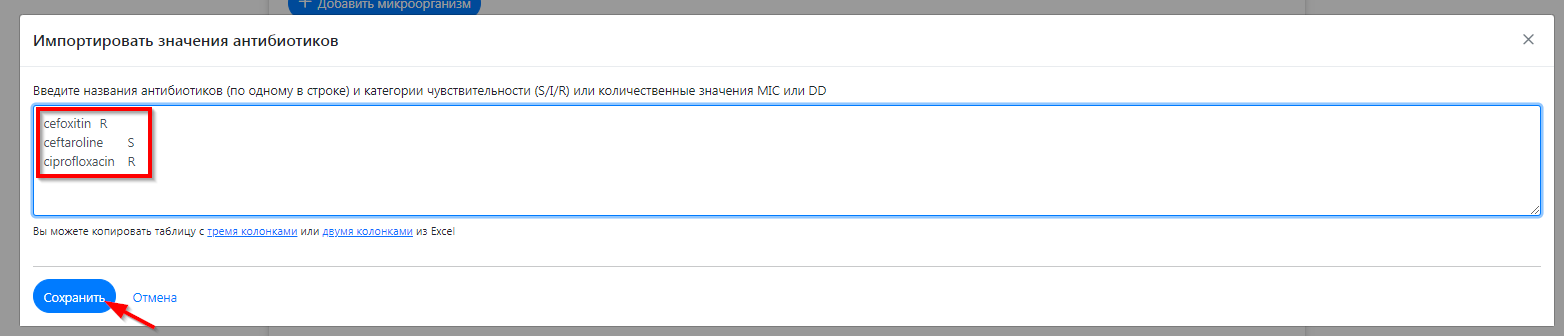 + Добавить микроорганизм
Импортировать значения антибиотиков
Введите названия антибиотиков (по одному в строке) и категории чувствительности (S/I/R) или количественные значения MIC или DD
cefoxitin R
ceftaroline S
ciprofloxacin R
Вы можете копировать таблицу с тремя колонками или двумя колонками из Excel
Сохранить Отмена